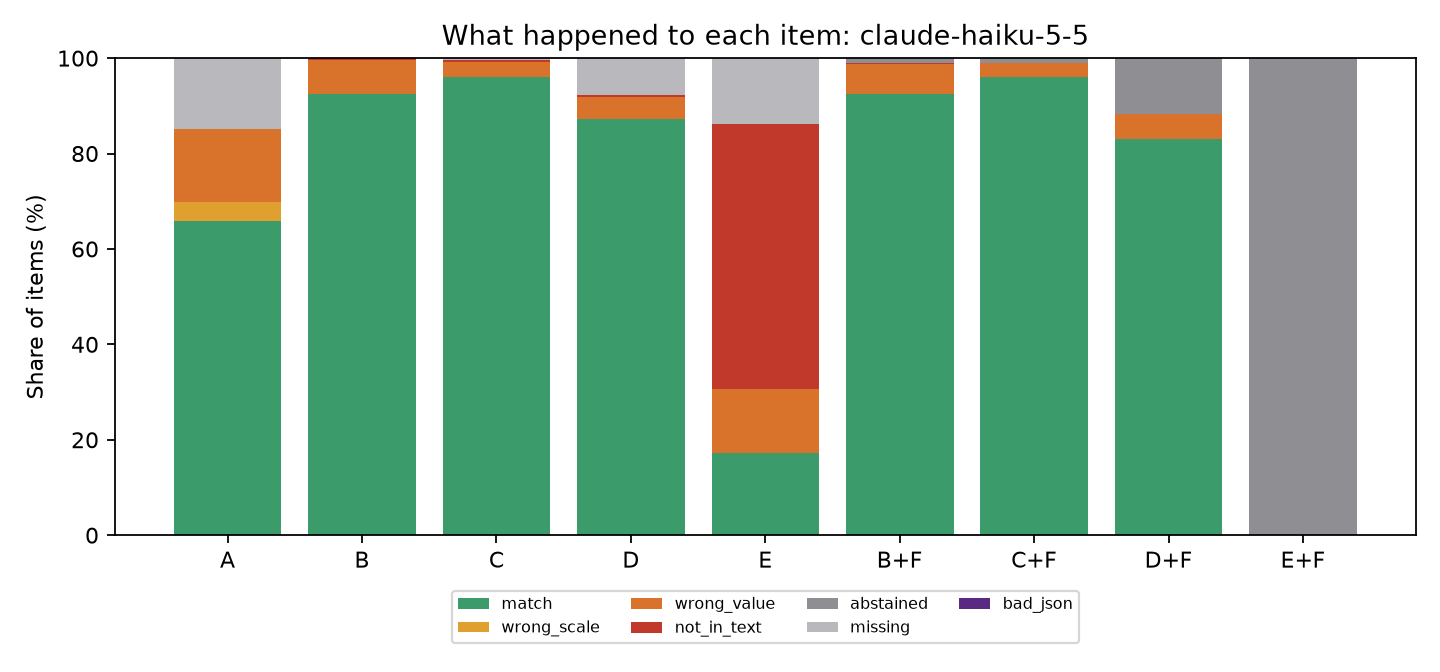 What happened to each item: claude-haiku-5-5
100
80
60
40
20
0
Share of items (%)
A B C D E B+F C+F D+F E+F
match wrong_value abstained bad_json
wrong_scale not_in_text missing